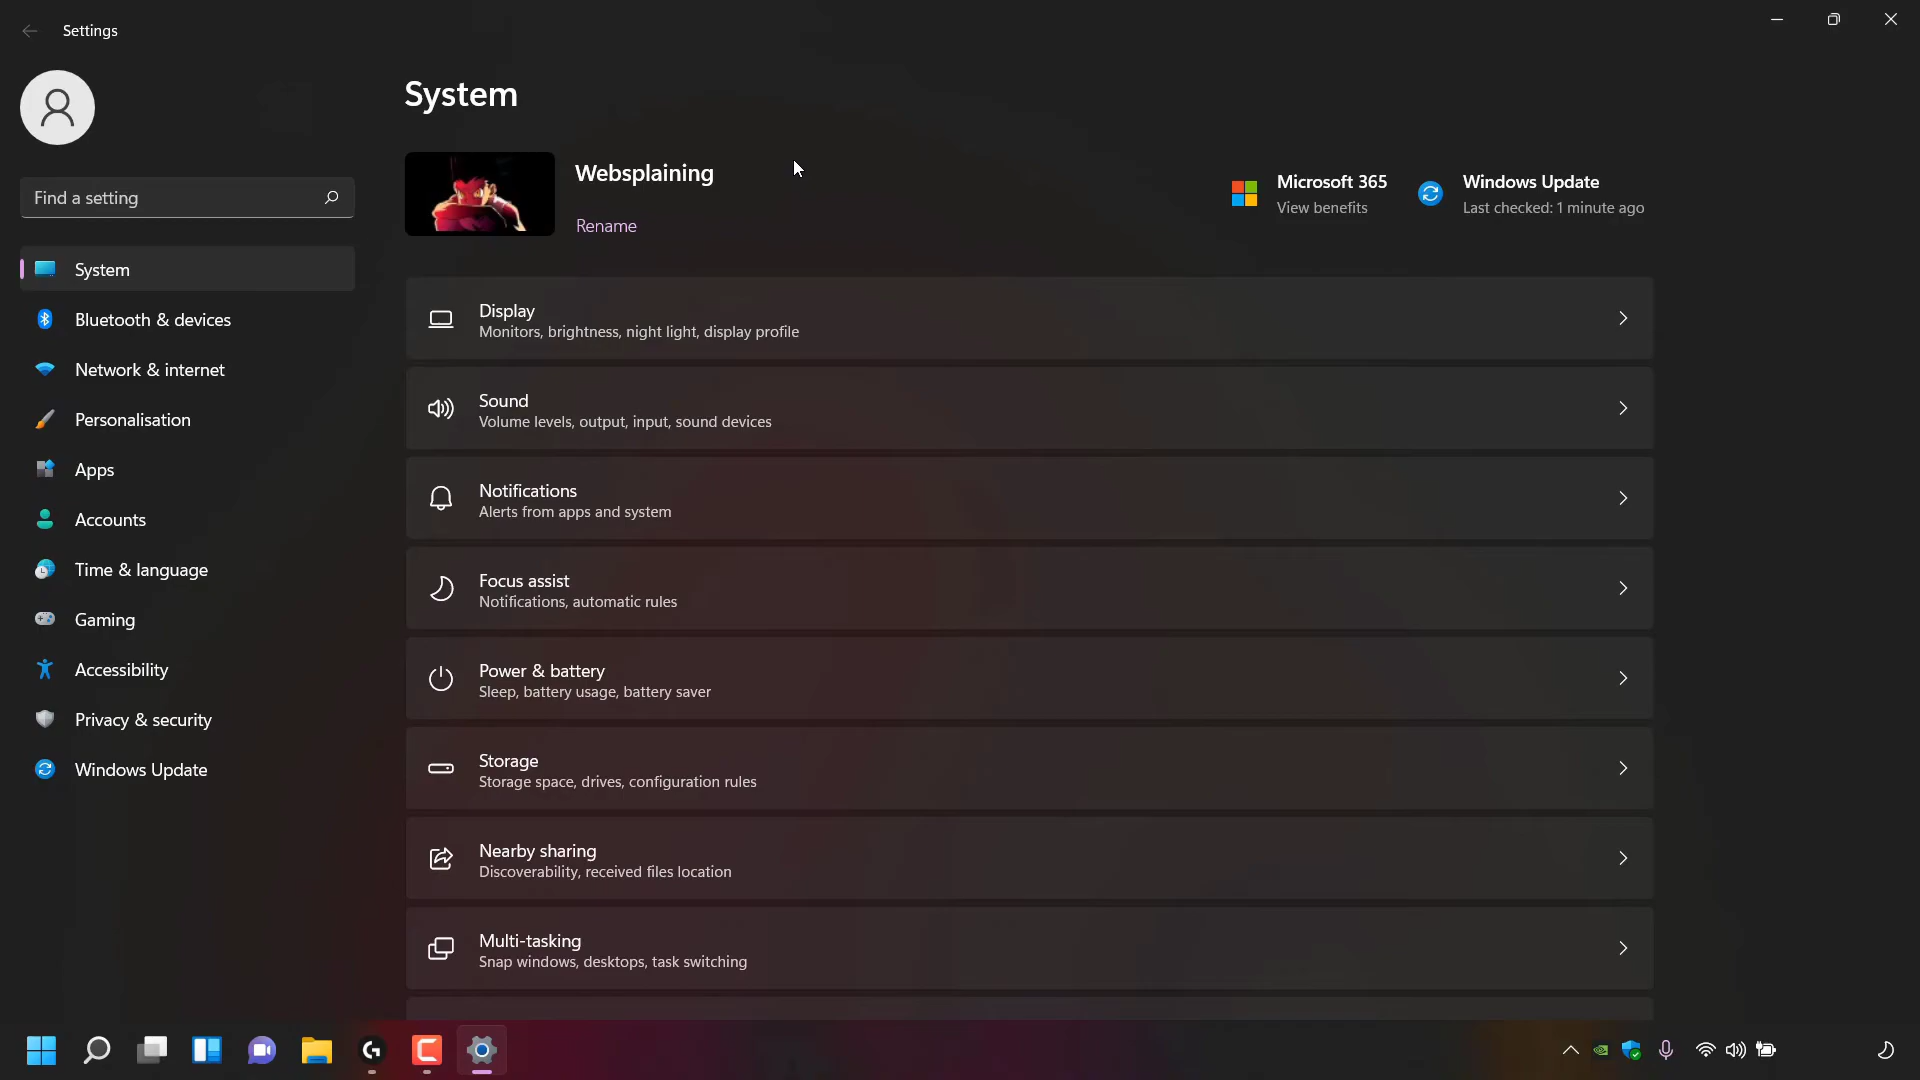 Settings
System
Websplaining
Rename
Microsoft 365
View benefits
Windows Update
Last checked: 1 minute ago
Find a setting
System
Bluetooth & devices
Network & internet
Personalisation
Apps
Accounts
Time & language
Gaming
Accessibility
Privacy & security
Windows Update
Display
Monitors, brightness, night light, display profile
Sound
Volume levels, output, input, sound devices
Notifications
Alerts from apps and system
Focus assist
Notifications, automatic rules
Power & battery
Sleep, battery usage, battery saver
Storage
Storage space, drives, configuration rules
Nearby sharing
Discoverability, received files location
Multi-tasking
Snap windows, desktops, task switching